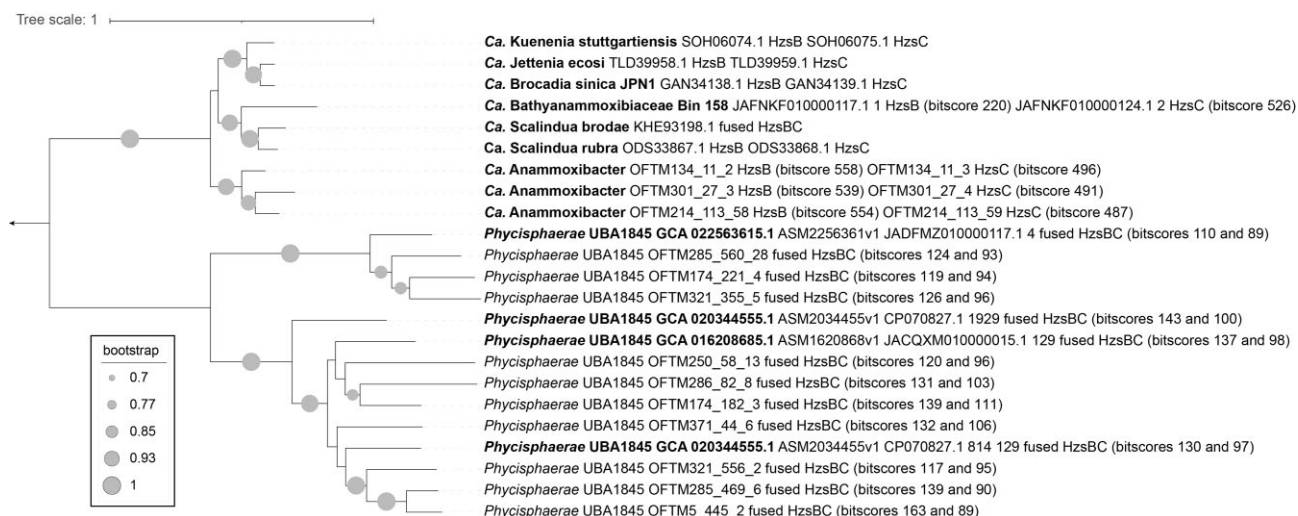 Tree scale: 1
Ca. Kuenenia stuttgartiensis SOH06074.1 HzsB SOH06075.1 HzsC
Ca. Jettenia ecosi TLD39958.1 HzsB TLD39959.1 HzsC
Ca. Brocadia sinica JPN1 GAN34138.1 HzsB GAN34139.1 HzsC
Ca. Bathyanammoxibiaceae Bin 158 JAFNKF010000117.1 1 HzsB (bitscore 220) JAFNKF010000124.1 2 HzsC (bitscore 526)
Ca. Scalindua brodae KHE93198.1 fused HzsBC
Ca. Scalindua rubra ODS33867.1 HzsB ODS33868.1 HzsC
Ca. Anammoxibacter OFTM134_11_2 HzsB (bitscore 558) OFTM134_11_3 HzsC (bitscore 496)
Ca. Anammoxibacter OFTM301_27_3 HzsB (bitscore 539) OFTM301_27_4 HzsC (bitscore 491)
Ca. Anammoxibacter OFTM214_113_58 HzsB (bitscore 554) OFTM214_113_59 HzsC (bitscore 487)
Phycisphaerae UBA1845 GCA 022563615.1 ASM2256361v1 JADFMZ010000117.1 4 fused HzsBC (bitscores 110 and 89)
Phycisphaerae UBA1845 OFTM285_560_28 fused HzsBC (bitscores 124 and 93)
Phycisphaerae UBA1845 OFTM174_221_4 fused HzsBC (bitscores 119 and 94)
Phycisphaerae UBA1845 OFTM321_355_5 fused HzsBC (bitscores 126 and 96)
Phycisphaerae UBA1845 GCA 020344555.1 ASM2034455v1 CP070827.1 1929 fused HzsBC (bitscores 143 and 100)
Phycisphaerae UBA1845 GCA 016208685.1 ASM1620868v1 JACQXM010000015.1 129 fused HzsBC (bitscores 137 and 98)
Phycisphaerae UBA1845 OFTM250_58_13 fused HzsBC (bitscores 120 and 96)
Phycisphaerae UBA1845 OFTM286_82_8 fused HzsBC (bitscores 131 and 103)
Phycisphaerae UBA1845 OFTM174_182_3 fused HzsBC (bitscores 139 and 111)
Phycisphaerae UBA1845 OFTM371_44_6 fused HzsBC (bitscores 132 and 106)
Phycisphaerae UBA1845 GCA 020344555.1 ASM2034455v1 CP070827.1 814 129 fused HzsBC (bitscores 130 and 97)
Phycisphaerae UBA1845 OFTM321_556_2 fused HzsBC (bitscores 117 and 95)
Phycisphaerae UBA1845 OFTM285_469_6 fused HzsBC (bitscores 139 and 90)
Phycisphaerae UBA1845 OFTM5_445_2 fused HzsBC (bitscores 163 and 89)
bootstrap
0.7
0.77
0.85
0.93
1